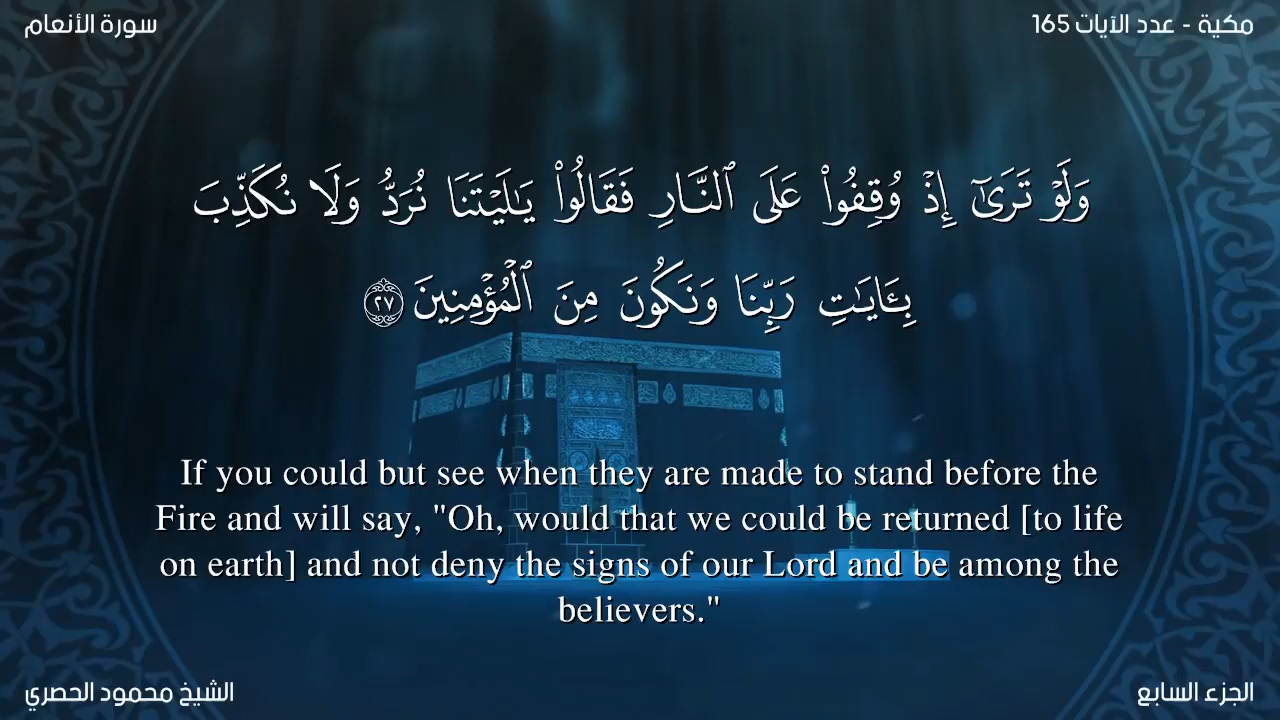 سورة الأنعام
مكية - عدد الآيات 165
وَلَوْ تَرَىٰٓ إِذْ وُقِفُوا۟ عَلَى ٱلنَّارِ فَقَالُوا۟ يَـٰلَيْتَنَا نُرَدُّ وَلَا نُكَذِّبَ
بِـَٔايَـٰتِ رَبِّنَا وَنَكُونَ مِنَ ٱلْمُؤْمِنِينَ ٢٧
If you could but see when they are made to stand before the
Fire and will say, "Oh, would that we could be returned [to life
on earth] and not deny the signs of our Lord and be among the
believers."
الشيخ محمود الحصري
الجزء السابع